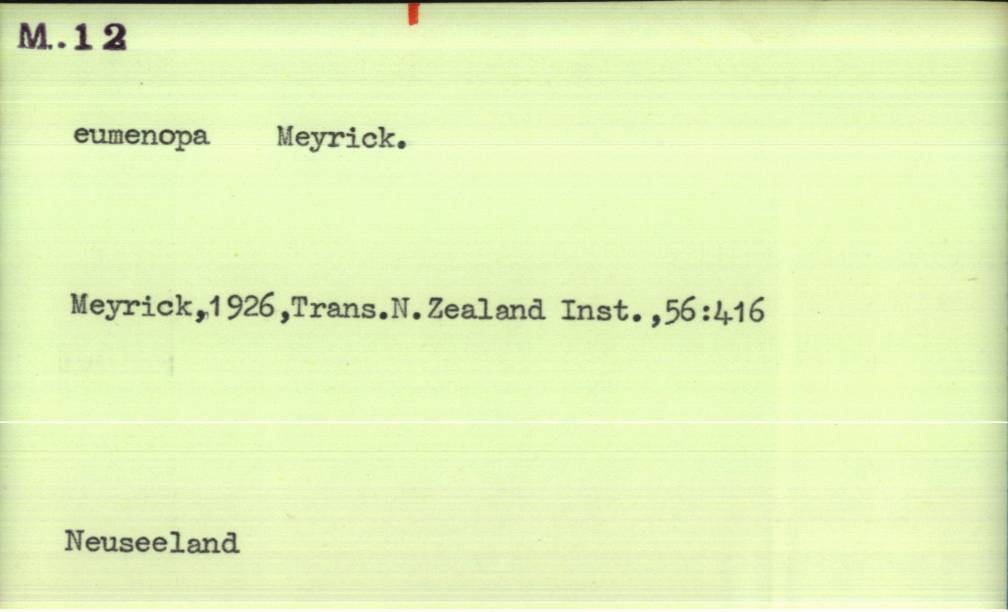 M..12
eumenopa Meyrick.
Meyrick,,1926,Trans.N.Zealand Inst.,56:416
Neuseeland